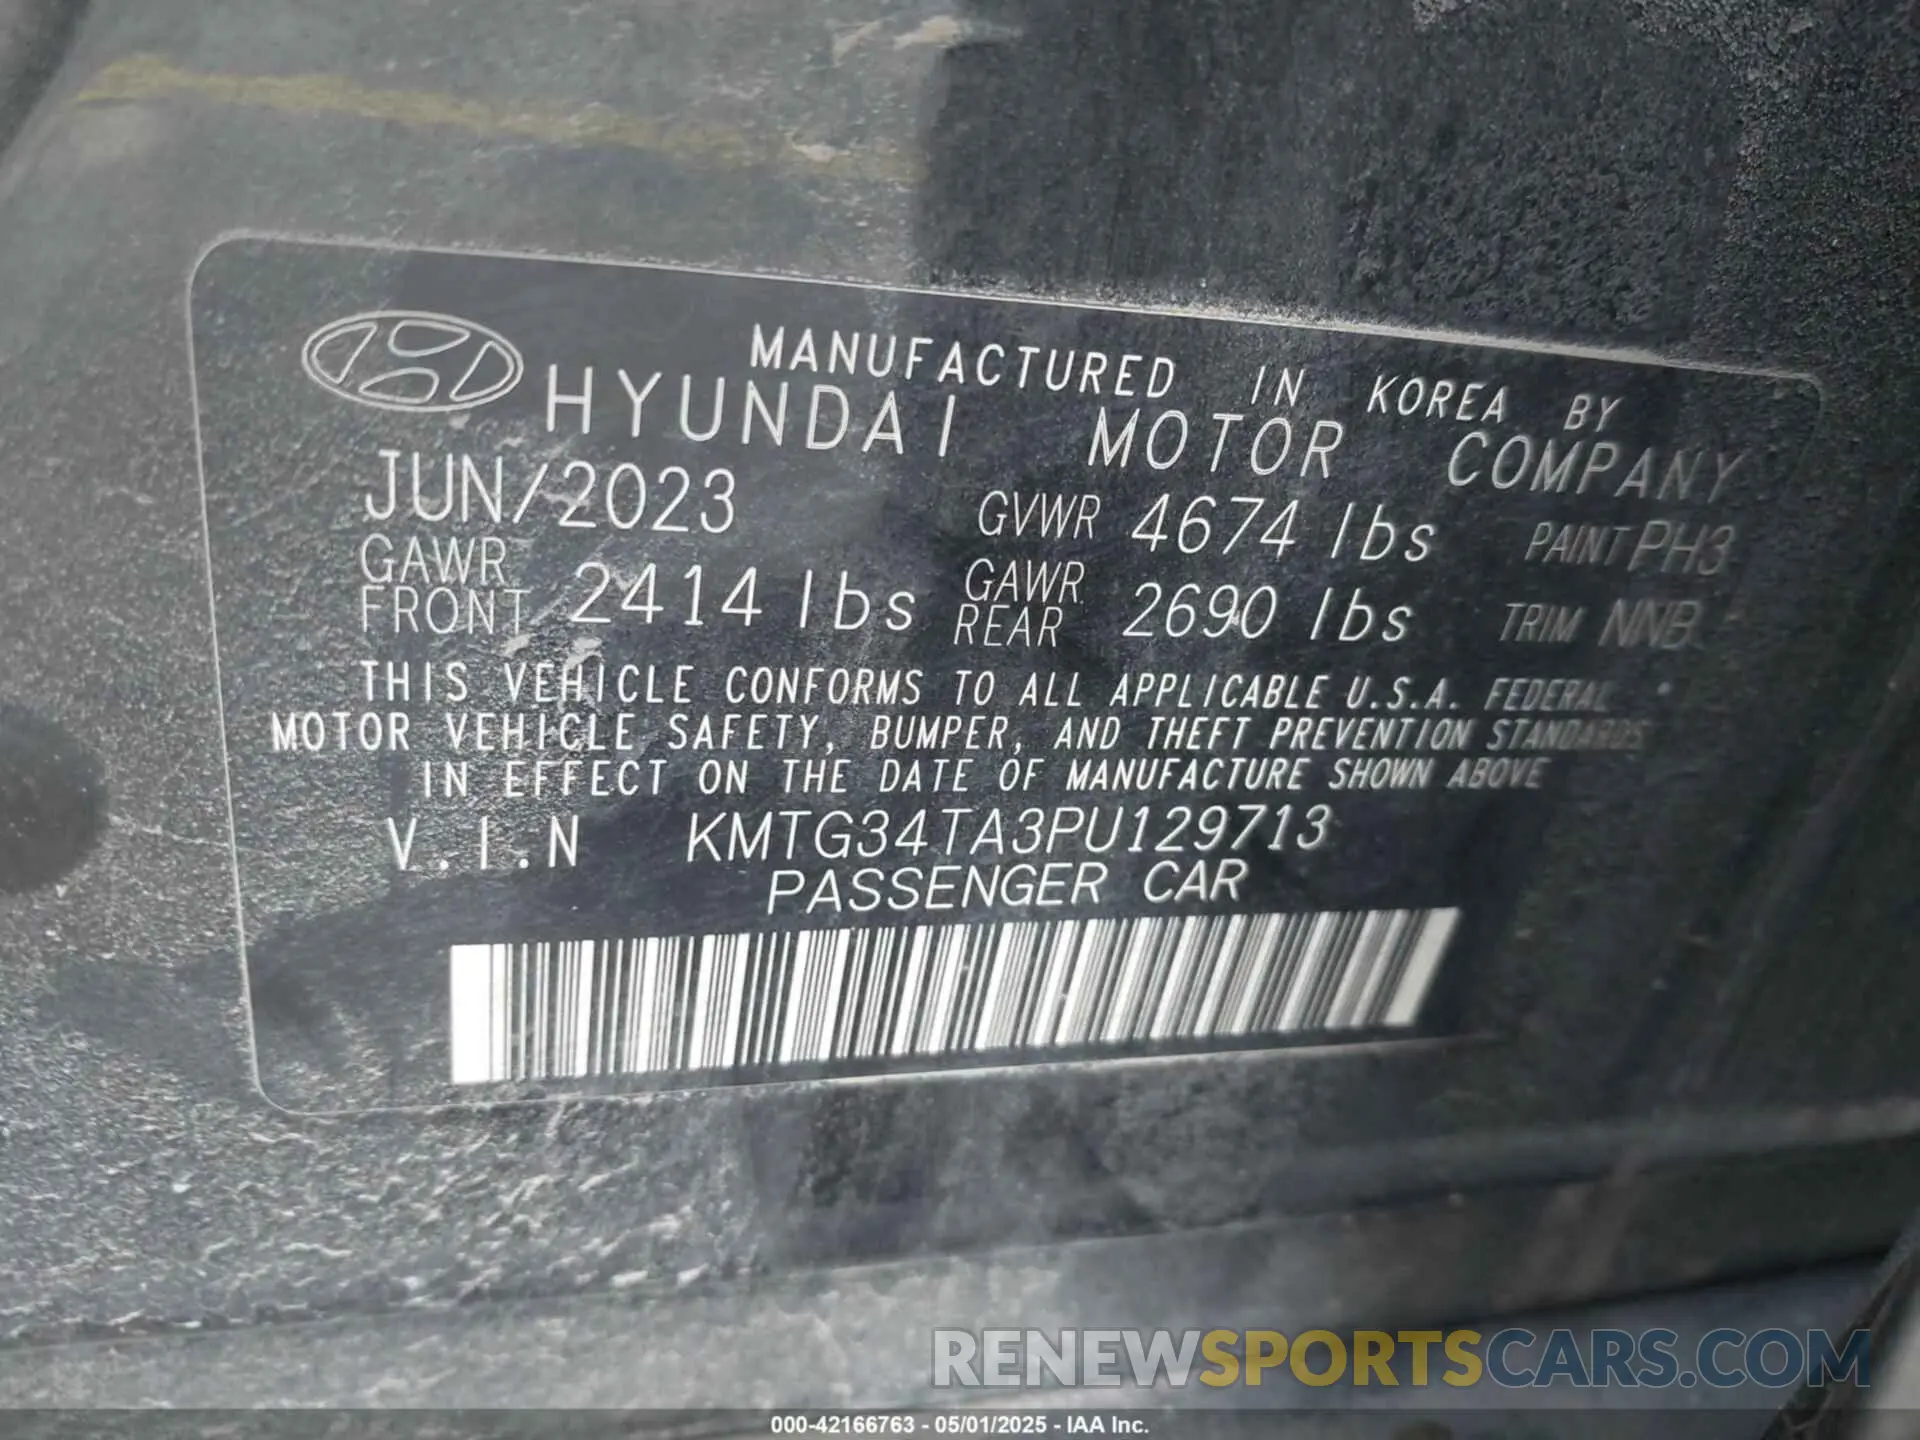 MANUFACTURED IN KOREA BY
HYUNDAI MOTOR COMPANY
JUN/2023 GVWR 4674 lbs PAINT PH3
GAWR FRONT 2414 lbs GAWR REAR 2690 lbs TRIM NNB
THIS VEHICLE CONFORMS TO ALL APPLICABLE U.S.A. FEDERAL
MOTOR VEHICLE SAFETY, BUMPER, AND THEFT PREVENTION STANDARDS
IN EFFECT ON THE DATE OF MANUFACTURE SHOWN ABOVE
V.I.N KMTG34TA3PU129713
PASSENGER CAR
RENEWSPORTSCARS.COM
000-42166763 - 05/01/2025 - IAA Inc.